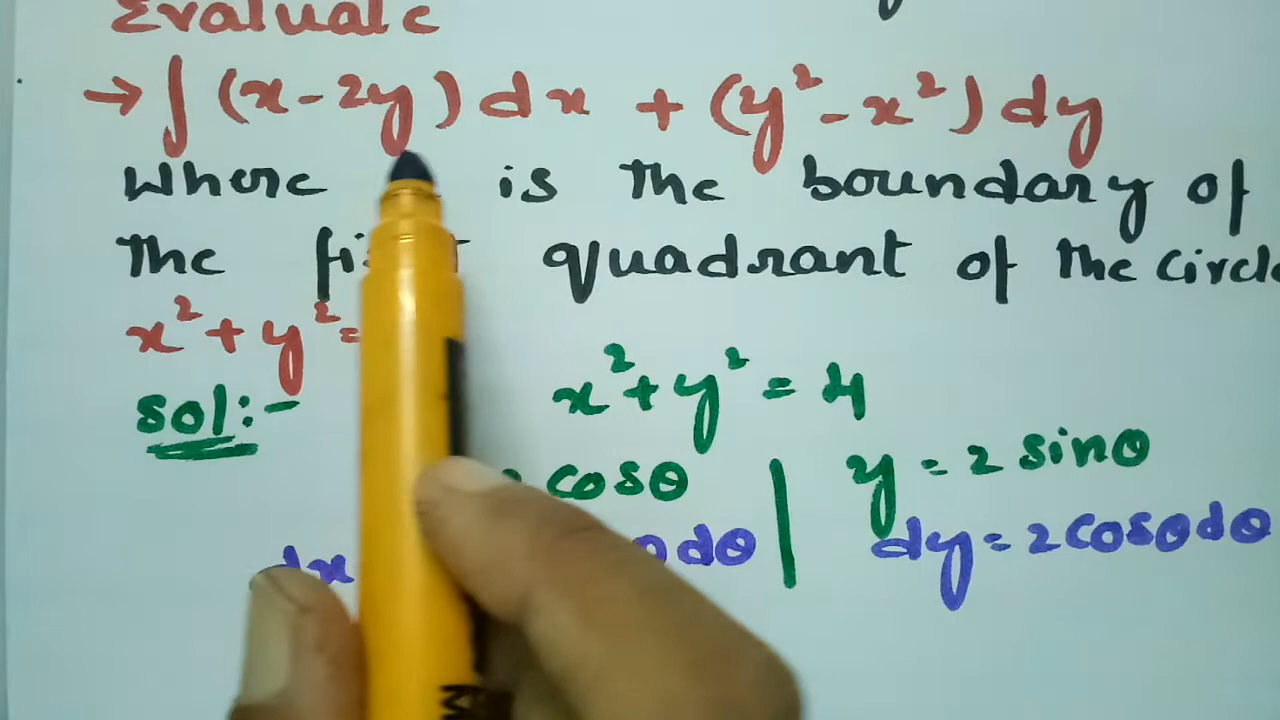 Evaluate
→ ∫ (x - 2y) dx + (y² - x²) dy
Where is the boundary of
The quadrant of the Circle
x² + y² =
Sol:- x² + y² = 4
cosθ | y = 2 sinθ
dx dθ | dy = 2cosθdθ